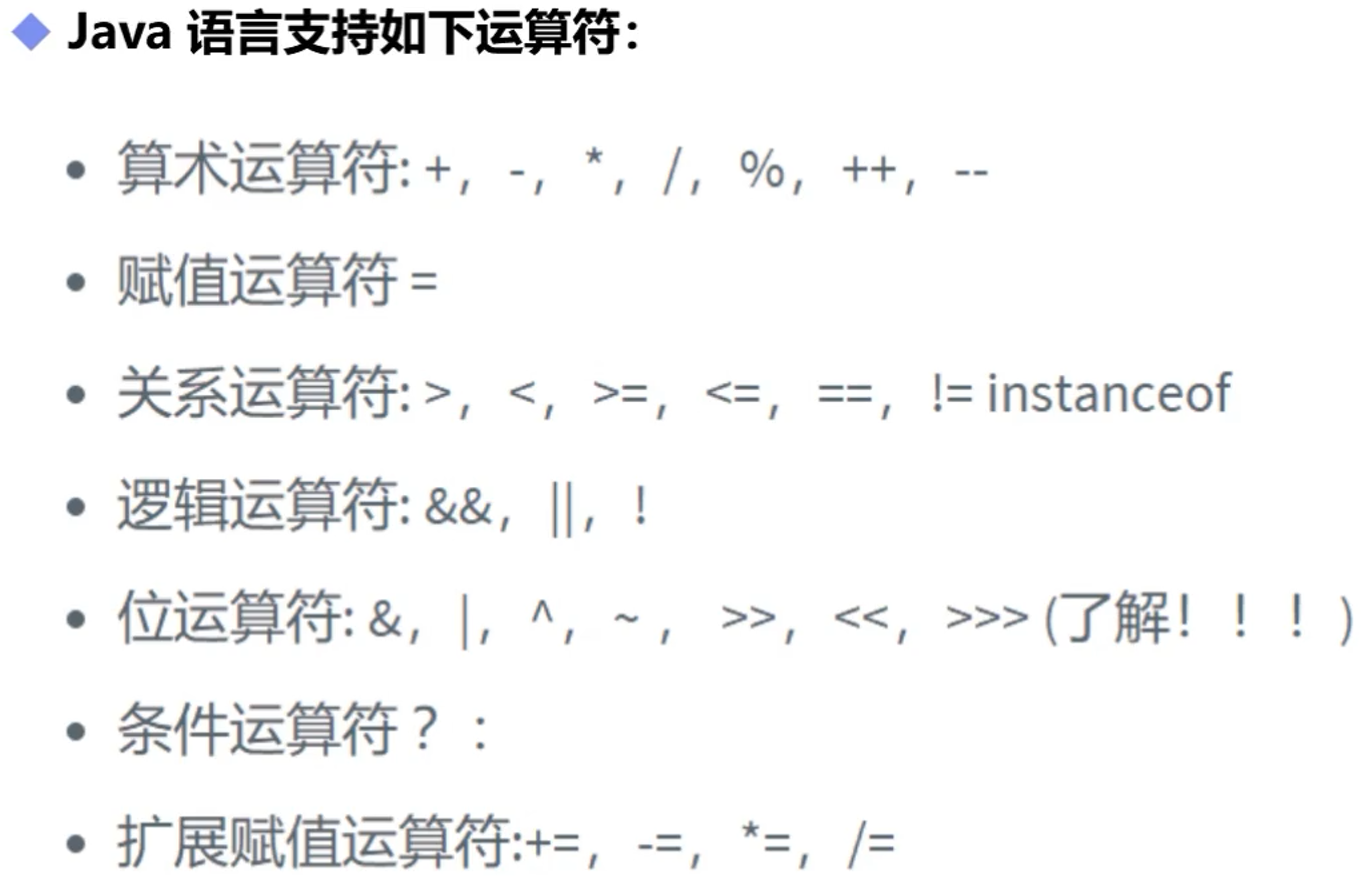 ◆ Java 语言支持如下运算符：
• 算术运算符: +，-，*，/，%，++，--
• 赋值运算符 =
• 关系运算符: >，<，>=，<=，==，!= instanceof
• 逻辑运算符: &&，||，!
• 位运算符: &，|，^，~ ， >>，<<，>>> (了解！！！)
• 条件运算符 ？：
• 扩展赋值运算符:+=，-=，*=，/=